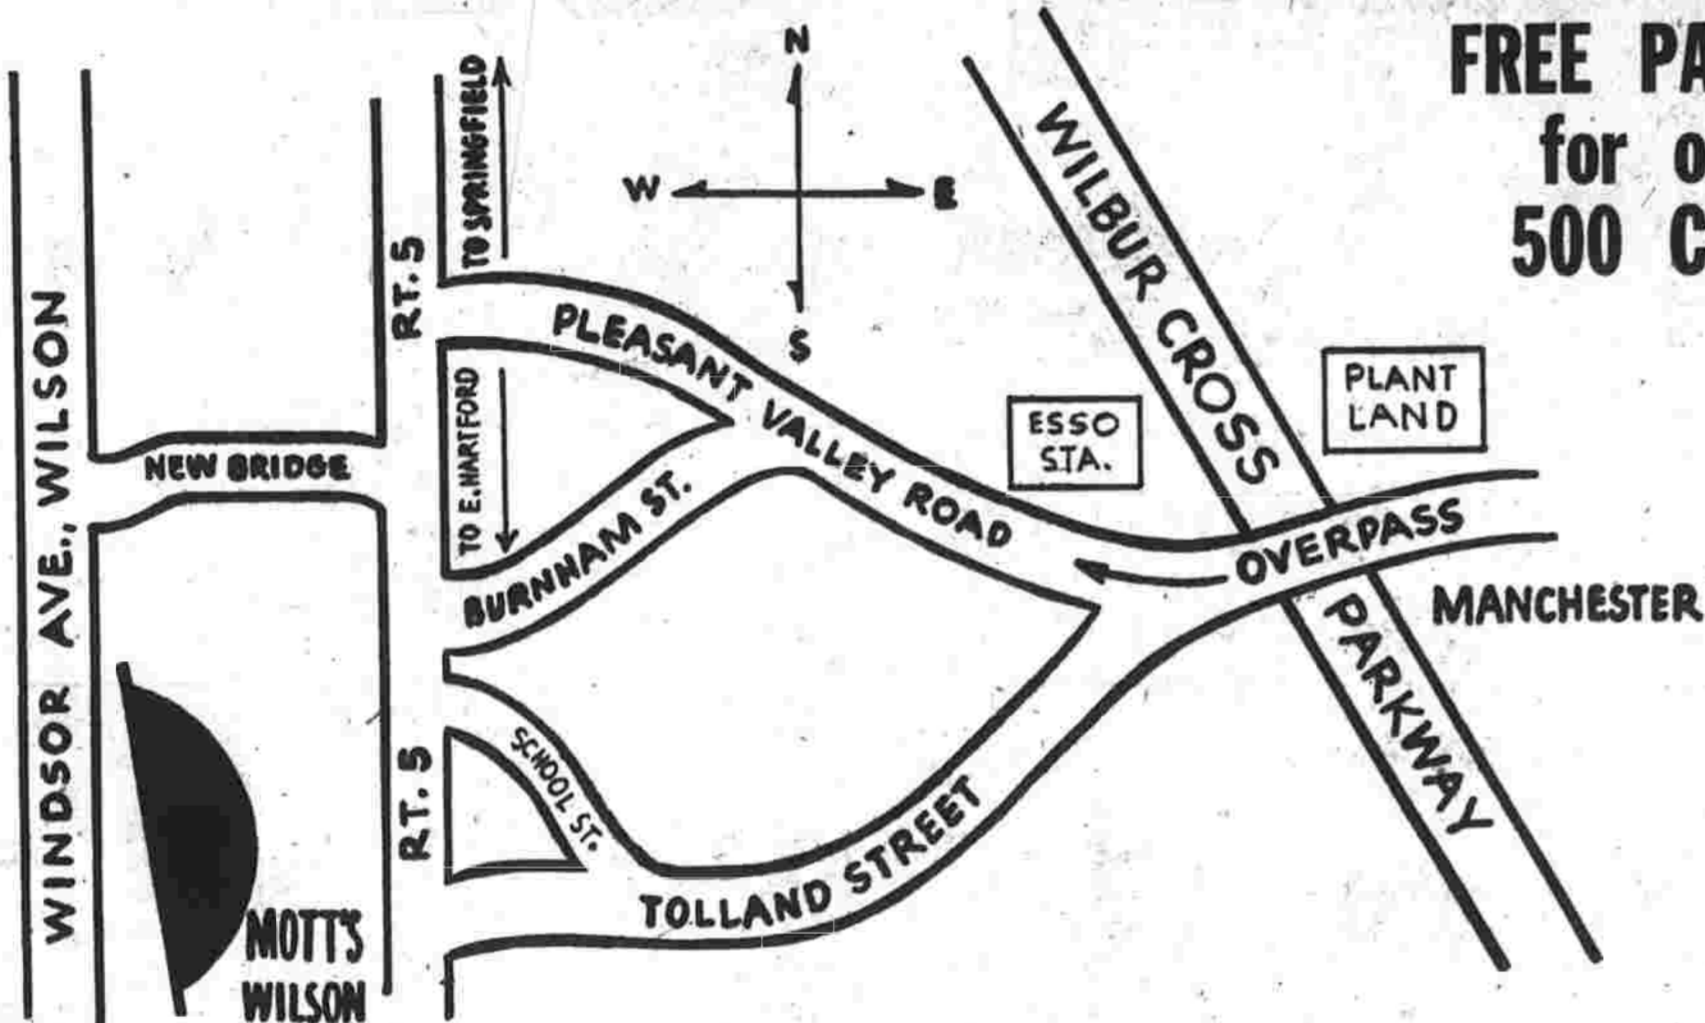 FREE PA
for o
500 C
N
W
E
S
TO SPRINGFIELD
RT. 5
WILBUR CROSS
PARKWAY
PLEASANT VALLEY ROAD
PLANT
LAND
ESSO
STA.
WINDSOR AVE., WILSON
NEW BRIDGE
TO E. HARTFORD
BURNHAM ST.
OVERPASS
MANCHESTER
SCHOOL ST.
RT. 5
TOLLAND STREET
MOTT'S
WILSON